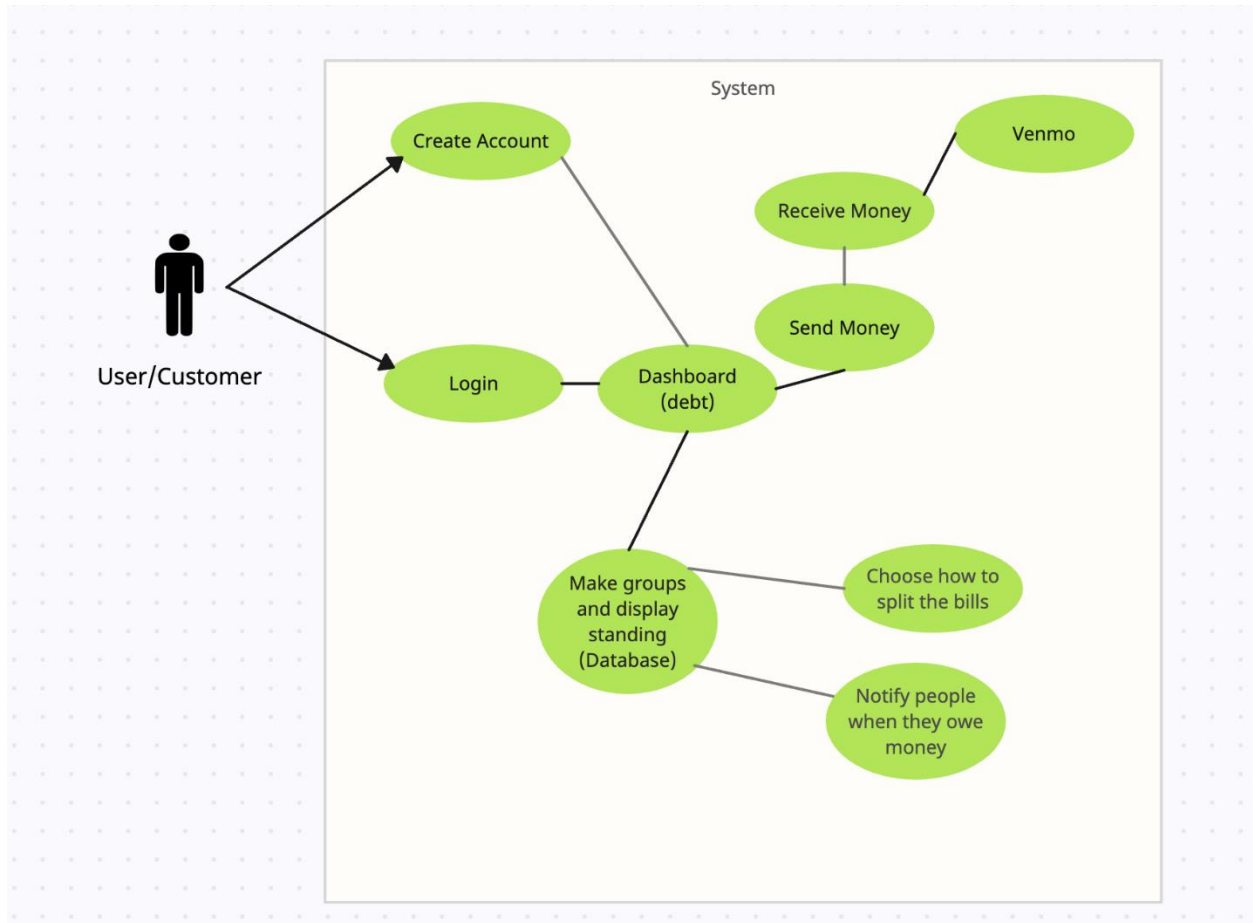 System
Create Account
Venmo
Receive Money
Send Money
User/Customer
Login
Dashboard
(debt)
Make groups
and display
standing
(Database)
Choose how to
split the bills
Notify people
when they owe
money